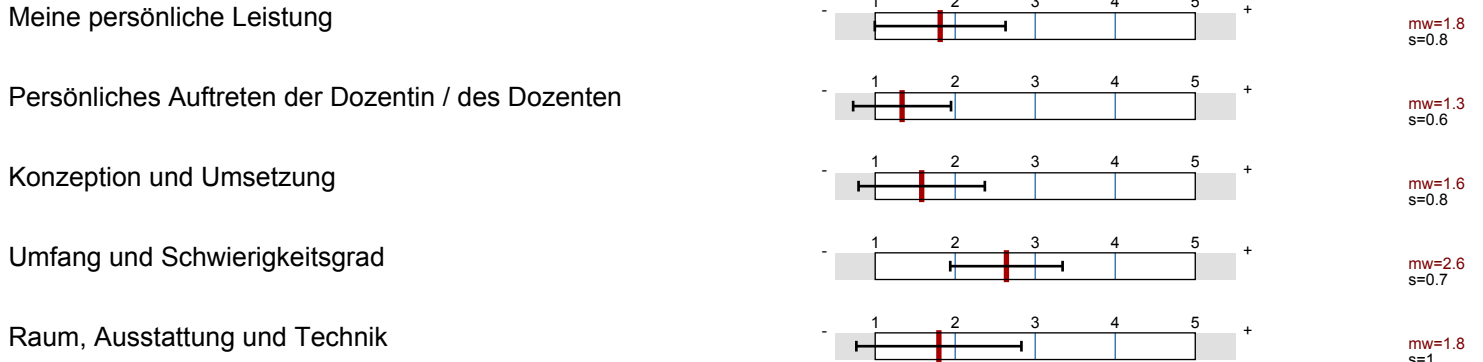 Meine persönliche Leistung
- 1 2 3 4 5 +
mw=1.8
s=0.8
Persönliches Auftreten der Dozentin / des Dozenten
- 1 2 3 4 5 +
mw=1.3
s=0.6
Konzeption und Umsetzung
- 1 2 3 4 5 +
mw=1.6
s=0.8
Umfang und Schwierigkeitsgrad
- 1 2 3 4 5 +
mw=2.6
s=0.7
Raum, Ausstattung und Technik
- 1 2 3 4 5 +
mw=1.8
s=1